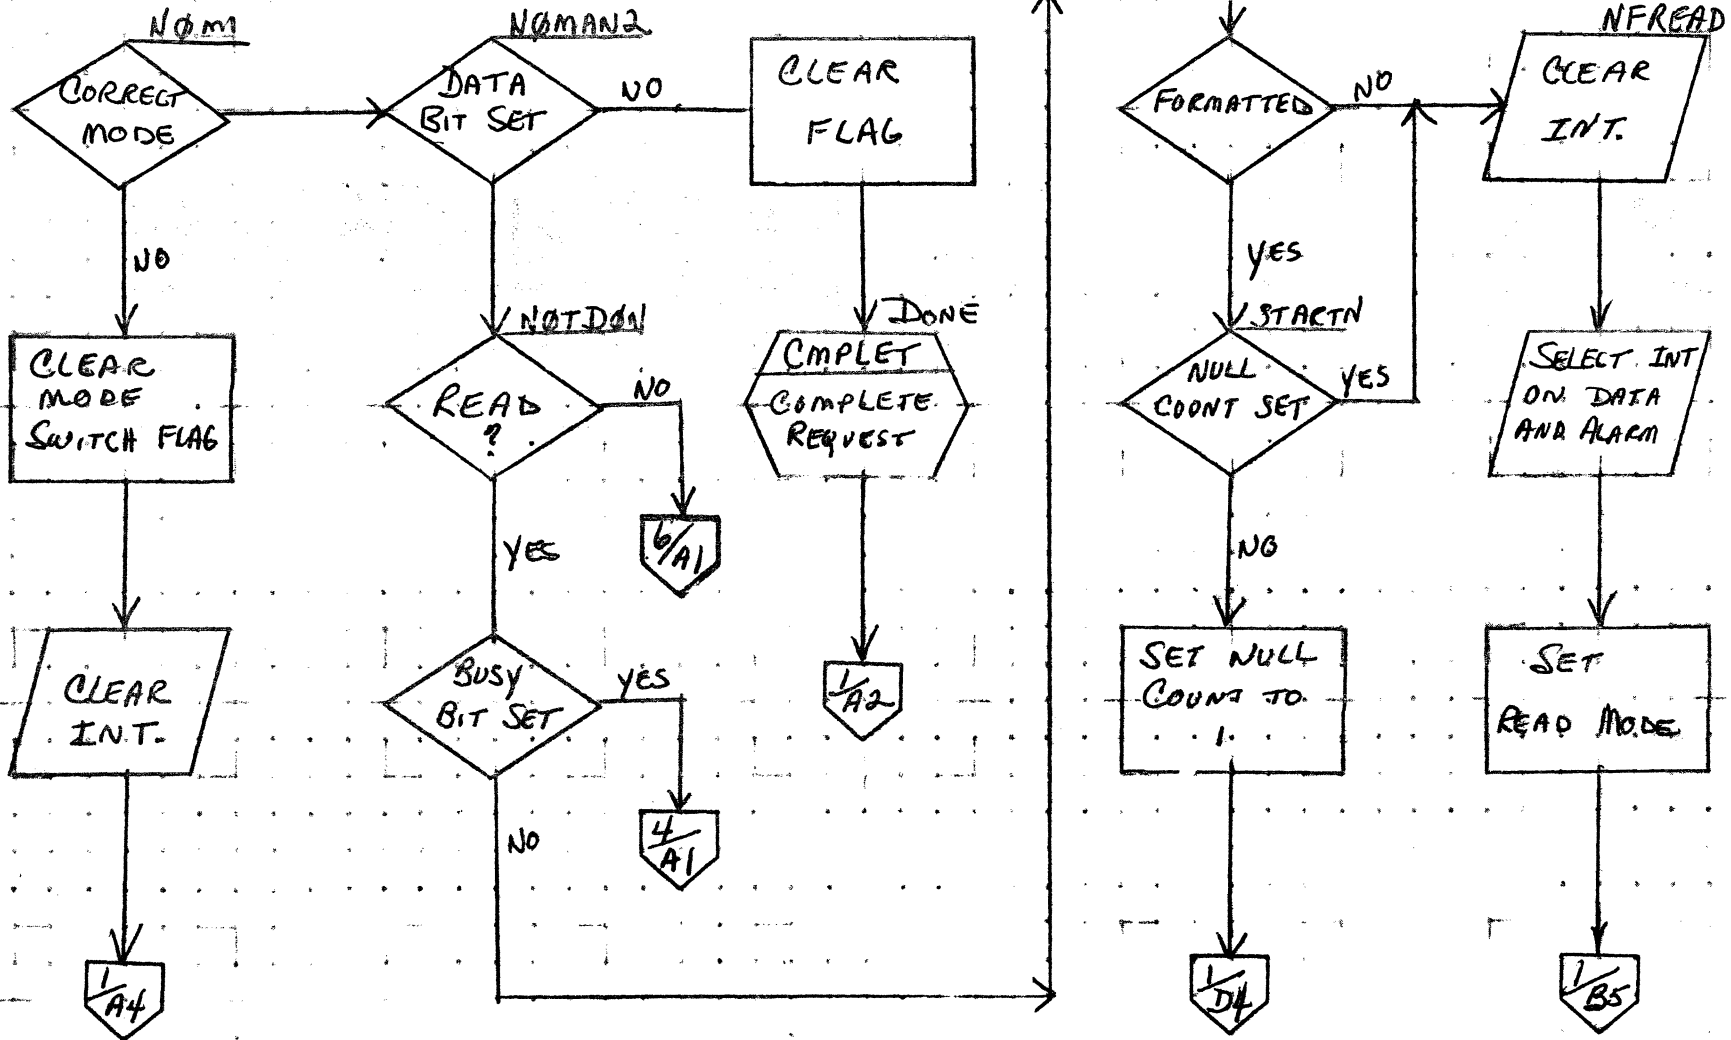 NØM1
CORRECT
MODE
NO
CLEAR
MODE
SWITCH FLAG
CLEAR
INT.
1/A4
NØMAN2
DATA
BIT SET
NO
NØTDØN
READ
?
NO
6/A1
YES
BUSY
BIT SET
YES
4/A1
NO
CLEAR
FLAG
DONE
CMPLET
COMPLETE
REQUEST
1/A2
FORMATTED
NO
YES
STARTN
NULL
COUNT SET
YES
NO
SET NULL
COUNT TO
1
1/D4
NFREAD
CLEAR
INT.
SELECT INT
ON DATA
AND ALARM
SET
READ MODE
1/B5